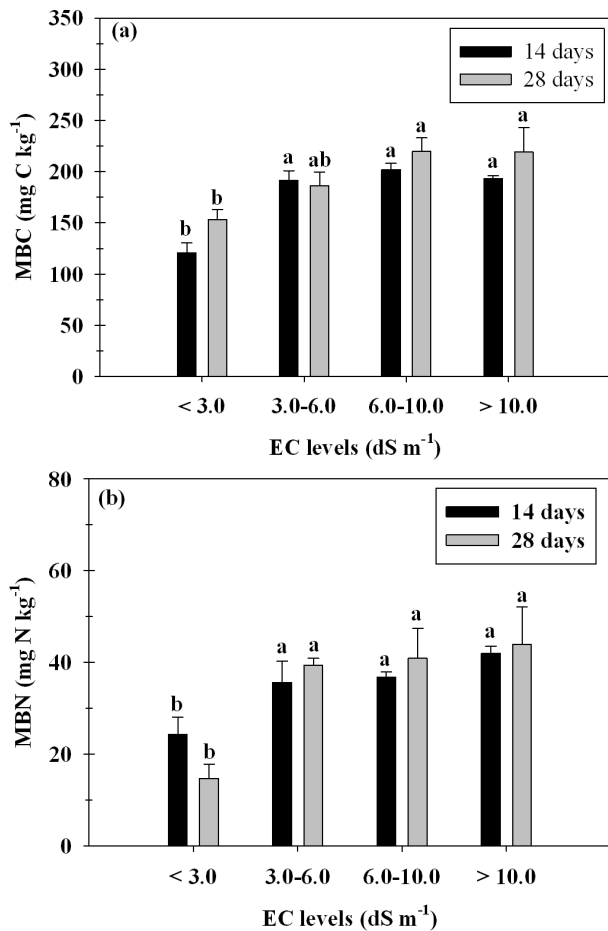 (a)
14 days
28 days
350
300
250
200
150
100
50
0
MBC (mg C kg⁻¹)
b b a ab a a a a
< 3.0 3.0-6.0 6.0-10.0 > 10.0
EC levels (dS m⁻¹)
(b)
14 days
28 days
80
60
40
20
0
MBN (mg N kg⁻¹)
b b a a a a a a
< 3.0 3.0-6.0 6.0-10.0 > 10.0
EC levels (dS m⁻¹)